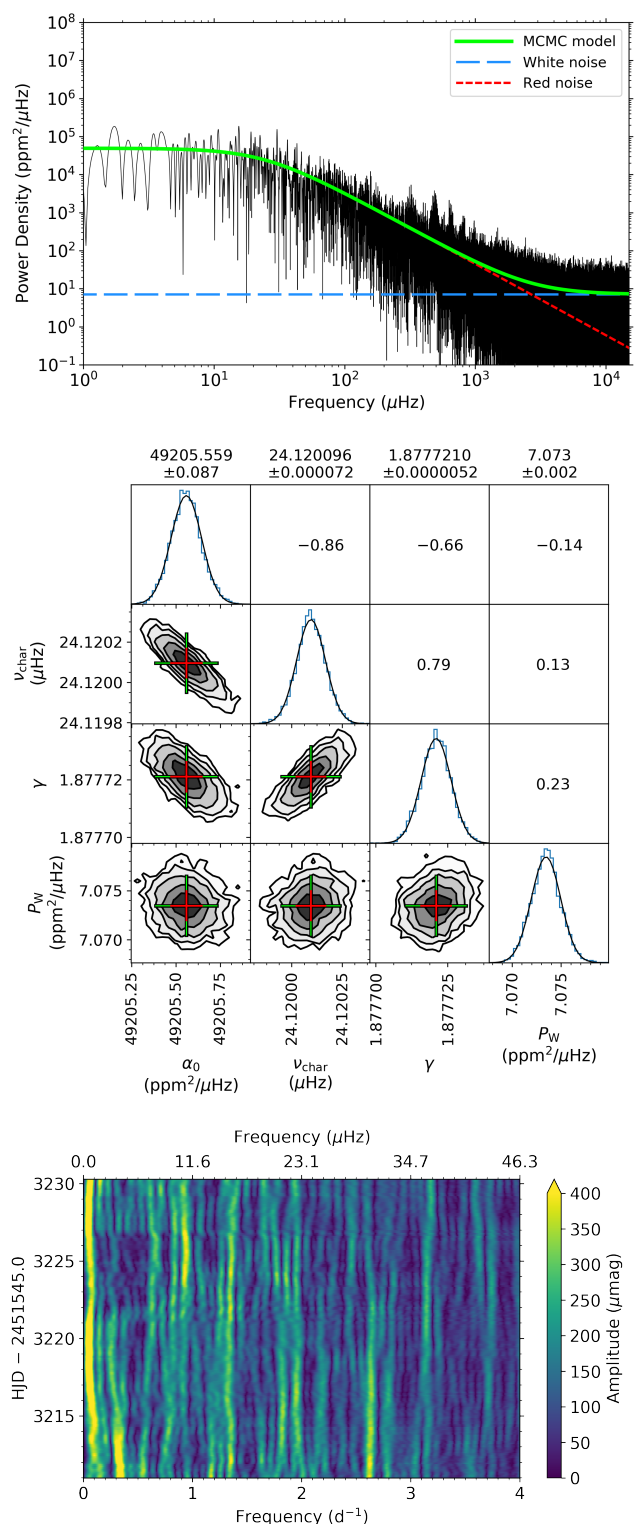 10⁸
10⁷
10⁶
10⁵
10⁴
10³
10²
10¹
10⁰
10⁻¹
Power Density (ppm²/μHz)
MCMC model
White noise
Red noise
10⁰ 10¹ 10² 10³ 10⁴
Frequency (μHz)
49205.559 24.120096 1.8777210 7.073
±0.087 ±0.000072 ±0.0000052 ±0.002
−0.86 −0.66 −0.14
ν_char
(μHz)
24.1202
24.1200
24.1198
0.79 0.13
γ
1.87772
1.87770
0.23
P_W
(ppm²/μHz)
7.075
7.070
49205.25 49205.50 49205.75 24.12000 24.12025 1.877700 1.877725 7.070 7.075
α₀ ν_char γ P_W
(ppm²/μHz) (μHz) (ppm²/μHz)
Frequency (μHz)
0.0 11.6 23.1 34.7 46.3
HJD − 2451545.0
3230
3225
3220
3215
0 1 2 3 4
Frequency (d⁻¹)
400
350
300
250
200
150
100
50
0
Amplitude (μmag)